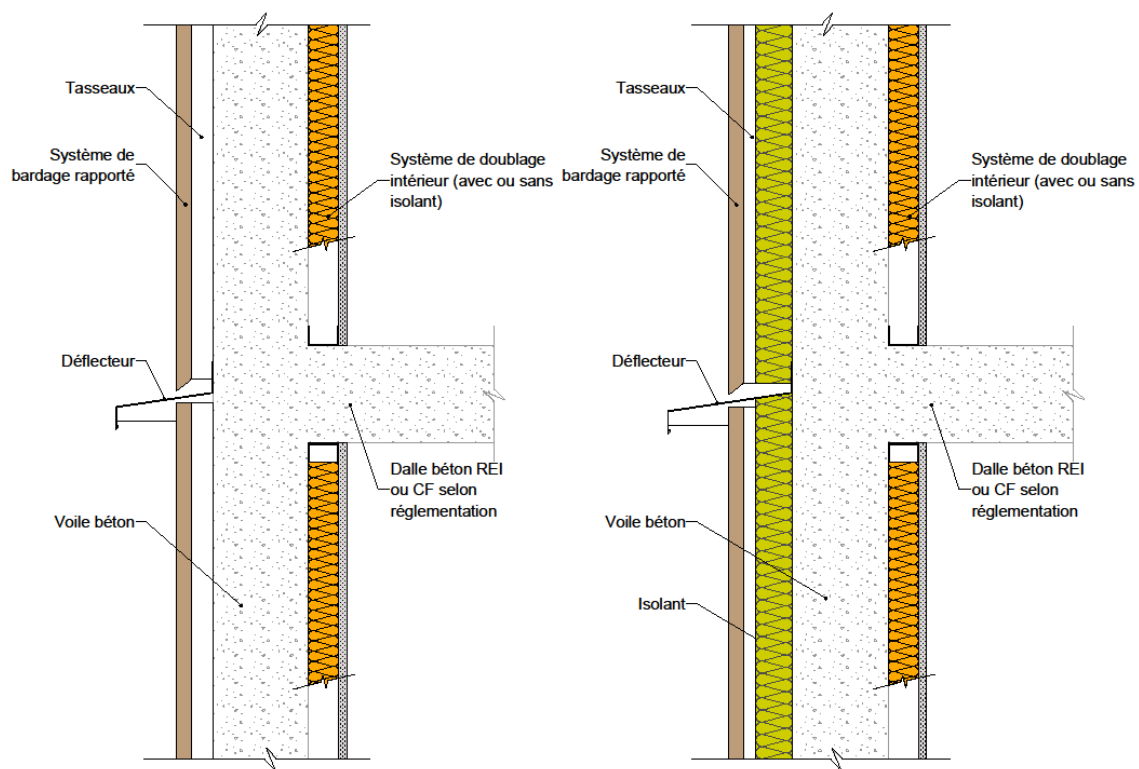 Tasseaux
Système de
bardage rapporté
Système de doublage
intérieur (avec ou sans
isolant)
Déflecteur
Dalle béton REI
ou CF selon
réglementation
Voile béton
Tasseaux
Système de
bardage rapporté
Système de doublage
intérieur (avec ou sans
isolant)
Déflecteur
Dalle béton REI
ou CF selon
réglementation
Voile béton
Isolant